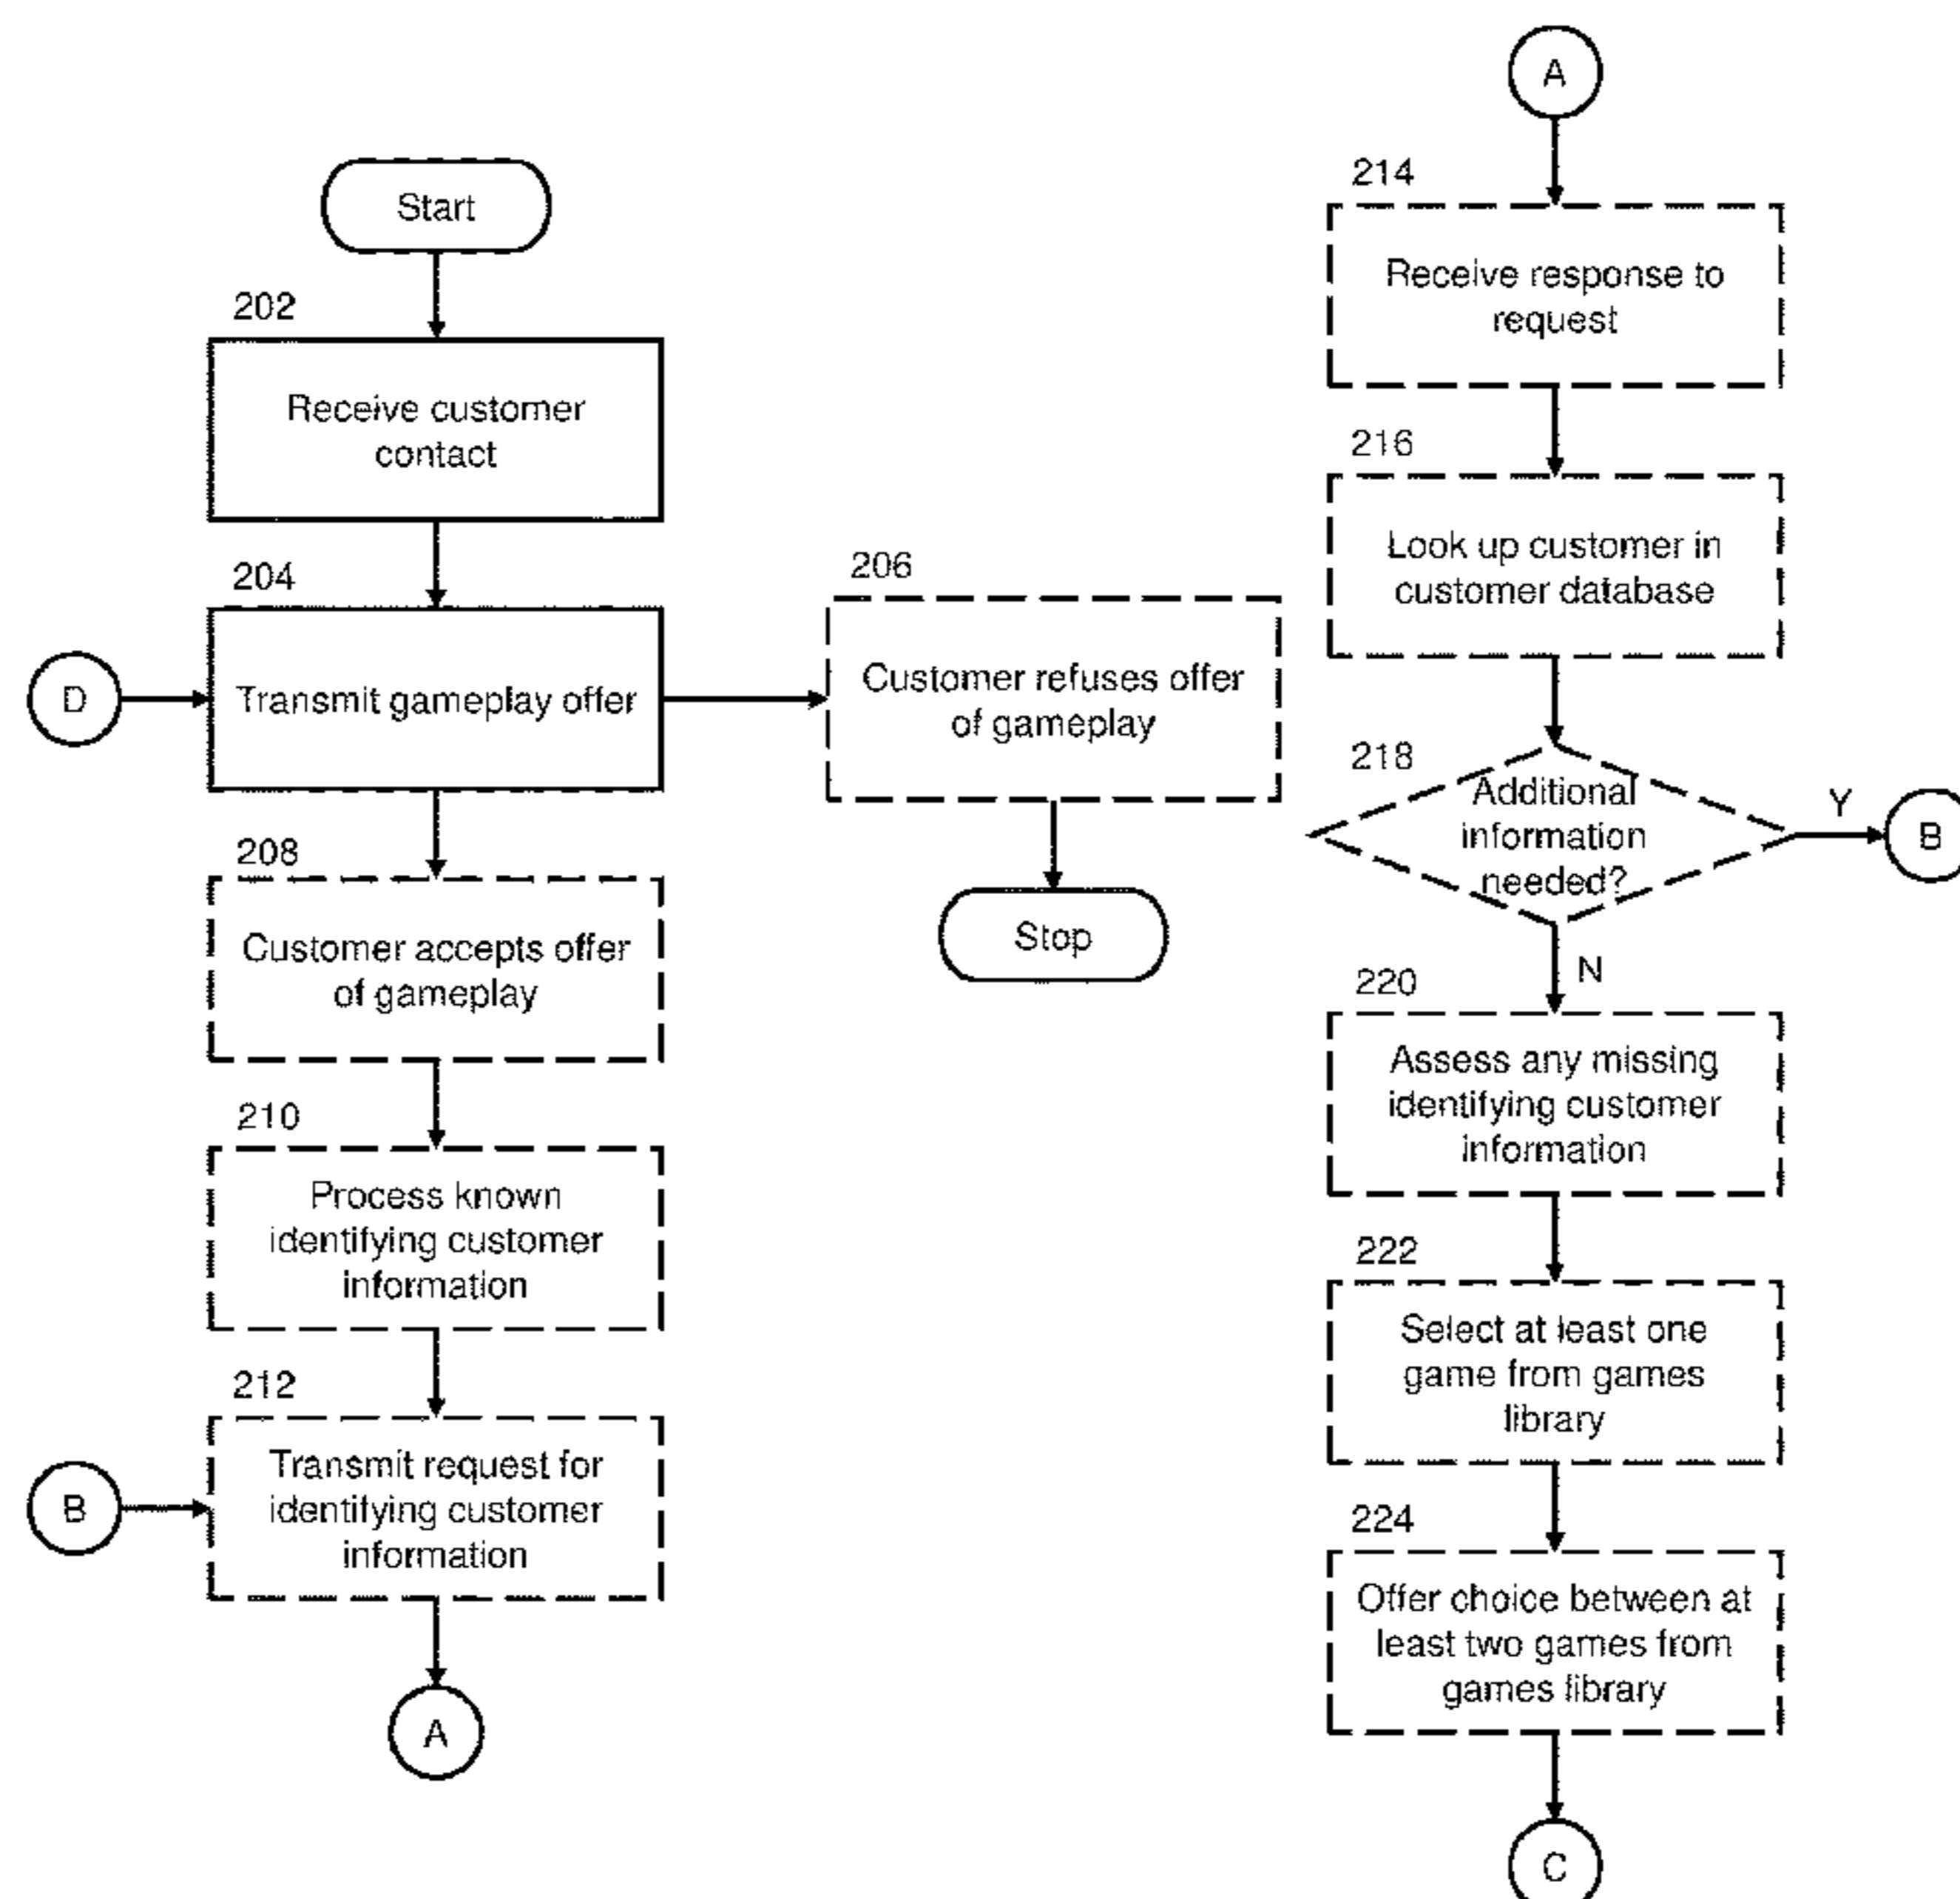 Start
202
Receive customer
contact
204
D
Transmit gameplay offer
206
Customer refuses offer
of gameplay
Stop
208
Customer accepts offer
of gameplay
210
Process known
identifying customer
information
212
B
Transmit request for
identifying customer
information
A
A
214
Receive response to
request
216
Look up customer in
customer database
218
Additional
information
needed?
Y
B
N
220
Assess any missing
identifying customer
information
222
Select at least one
game from games
library
224
Offer choice between at
least two games from
games library
C